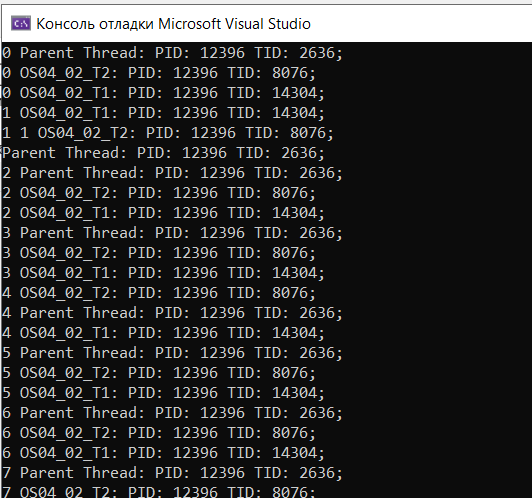 Консоль отладки Microsoft Visual Studio
0 Parent Thread: PID: 12396 TID: 2636;
0 OS04_02_T2: PID: 12396 TID: 8076;
0 OS04_02_T1: PID: 12396 TID: 14304;
1 OS04_02_T1: PID: 12396 TID: 14304;
1 1 OS04_02_T2: PID: 12396 TID: 8076;
Parent Thread: PID: 12396 TID: 2636;
2 Parent Thread: PID: 12396 TID: 2636;
2 OS04_02_T2: PID: 12396 TID: 8076;
2 OS04_02_T1: PID: 12396 TID: 14304;
3 Parent Thread: PID: 12396 TID: 2636;
3 OS04_02_T2: PID: 12396 TID: 8076;
3 OS04_02_T1: PID: 12396 TID: 14304;
4 OS04_02_T2: PID: 12396 TID: 8076;
4 Parent Thread: PID: 12396 TID: 2636;
4 OS04_02_T1: PID: 12396 TID: 14304;
5 Parent Thread: PID: 12396 TID: 2636;
5 OS04_02_T2: PID: 12396 TID: 8076;
5 OS04_02_T1: PID: 12396 TID: 14304;
6 Parent Thread: PID: 12396 TID: 2636;
6 OS04_02_T2: PID: 12396 TID: 8076;
6 OS04_02_T1: PID: 12396 TID: 14304;
7 Parent Thread: PID: 12396 TID: 2636;
7 OS04_02_T2: PID: 12396 TID: 8076;